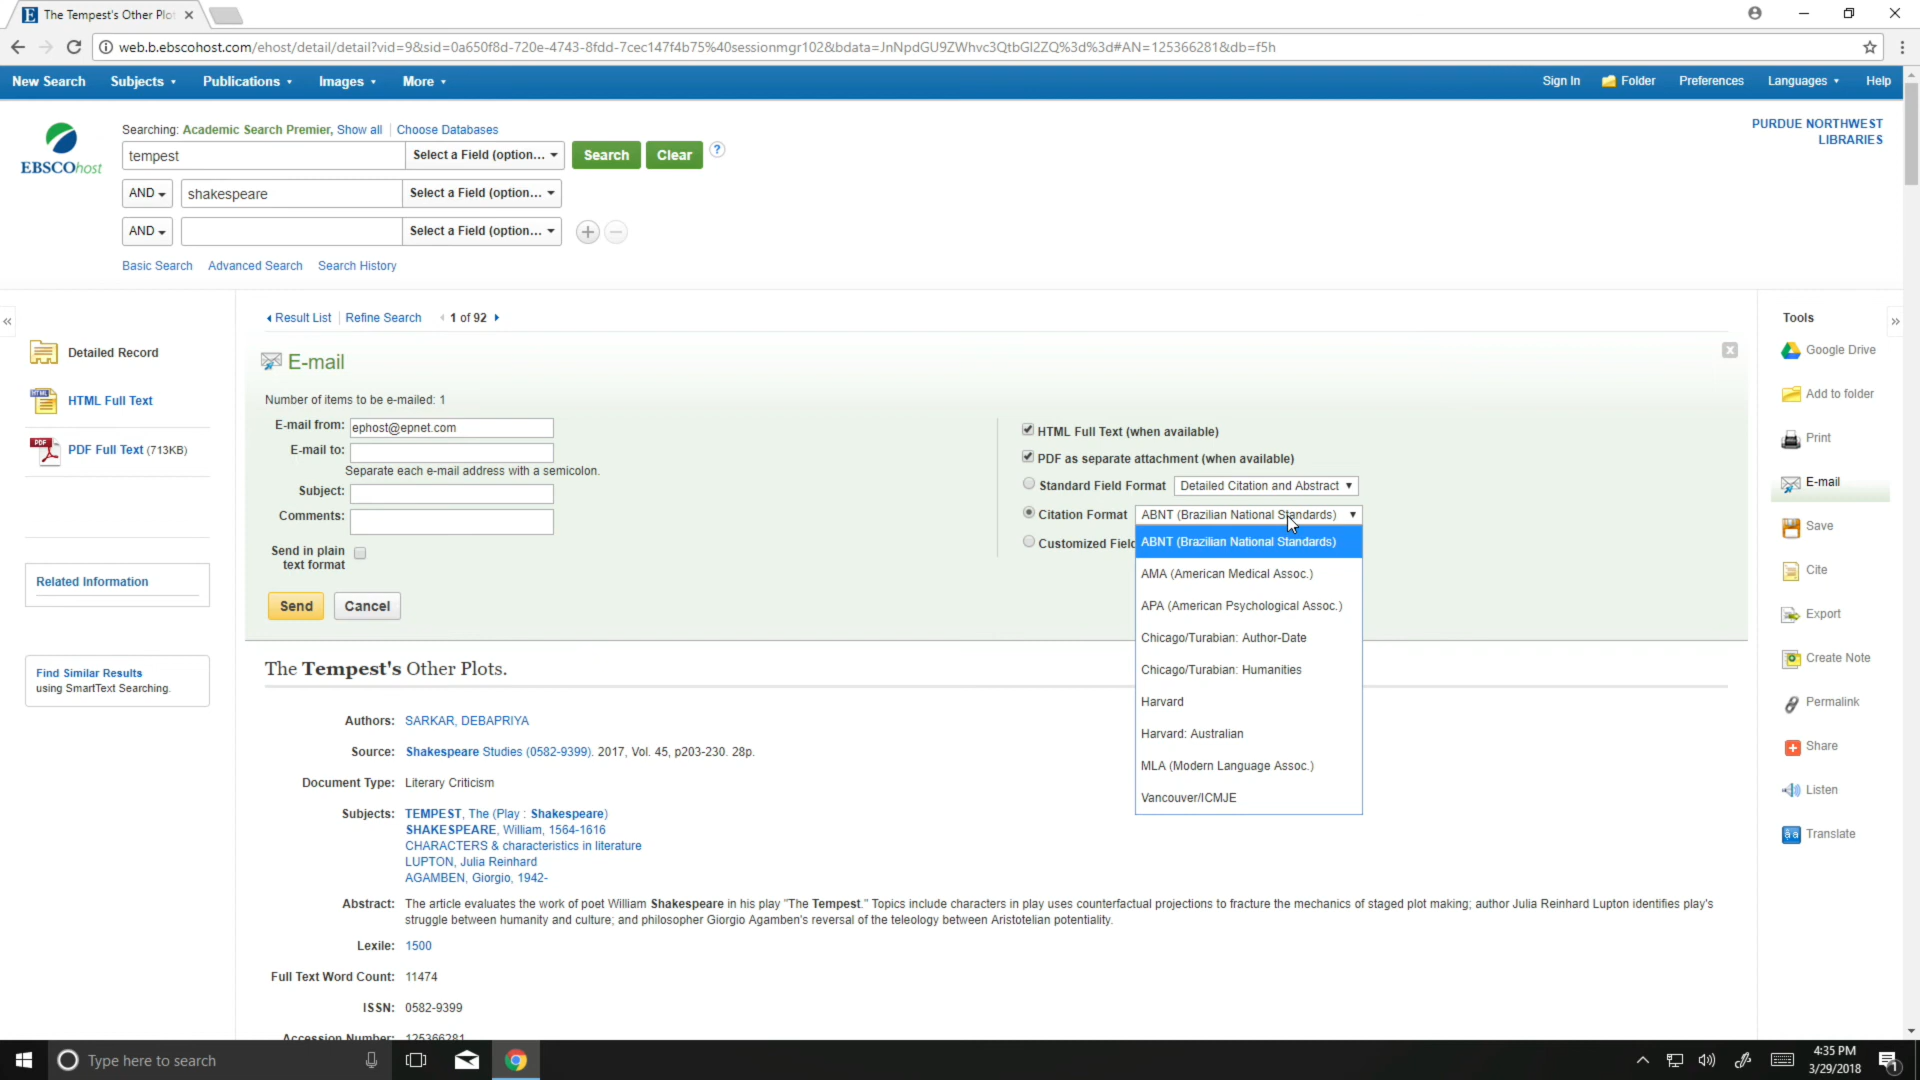 The Tempest's Other Plot
web.b.ebscohost.com/ehost/detail/detail?vid=9&sid=0a650f8d-720e-4743-8fdd-7cec147f4b75%40sessionmgr102&bdata=JnNpdGU9ZWhvc3QtbGl2ZQ%3d%3d#AN=125366281&db=f5h
New Search Subjects Publications Images More Sign In Folder Preferences Languages Help
Searching: Academic Search Premier, Show all Choose Databases
PURDUE NORTHWEST
LIBRARIES
EBSCOhost
tempest Select a Field (option... Search Clear ?
AND shakespeare Select a Field (option...
AND Select a Field (option...
Basic Search Advanced Search Search History
Result List Refine Search 1 of 92
Detailed Record
HTML Full Text
PDF Full Text (713KB)
Related Information
Find Similar Results
using SmartText Searching.
E-mail
Number of items to be e-mailed: 1
E-mail from: ephost@epnet.com
E-mail to:
Separate each e-mail address with a semicolon.
Subject:
Comments:
Send in plain
text format
Send Cancel
HTML Full Text (when available)
PDF as separate attachment (when available)
Standard Field Format Detailed Citation and Abstract
Citation Format ABNT (Brazilian National Standards)
Customized Field
ABNT (Brazilian National Standards)
AMA (American Medical Assoc.)
APA (American Psychological Assoc.)
Chicago/Turabian: Author-Date
Chicago/Turabian: Humanities
Harvard
Harvard: Australian
MLA (Modern Language Assoc.)
Vancouver/ICMJE
The Tempest's Other Plots.
Authors: SARKAR, DEBAPRIYA
Source: Shakespeare Studies (0582-9399). 2017, Vol. 45, p203-230. 28p.
Document Type: Literary Criticism
Subjects: TEMPEST, The (Play : Shakespeare)
SHAKESPEARE, William, 1564-1616
CHARACTERS & characteristics in literature
LUPTON, Julia Reinhard
AGAMBEN, Giorgio, 1942-
Abstract: The article evaluates the work of poet William Shakespeare in his play "The Tempest." Topics include characters in play uses counterfactual projections to fracture the mechanics of staged plot making; author Julia Reinhard Lupton identifies play's
struggle between humanity and culture; and philosopher Giorgio Agamben's reversal of the teleology between Aristotelian potentiality.
Lexile: 1500
Full Text Word Count: 11474
ISSN: 0582-9399
Accession Number: 125366281
Tools
Google Drive
Add to folder
Print
E-mail
Save
Cite
Export
Create Note
Permalink
Share
Listen
Translate
Type here to search
4:35 PM
3/29/2018
1